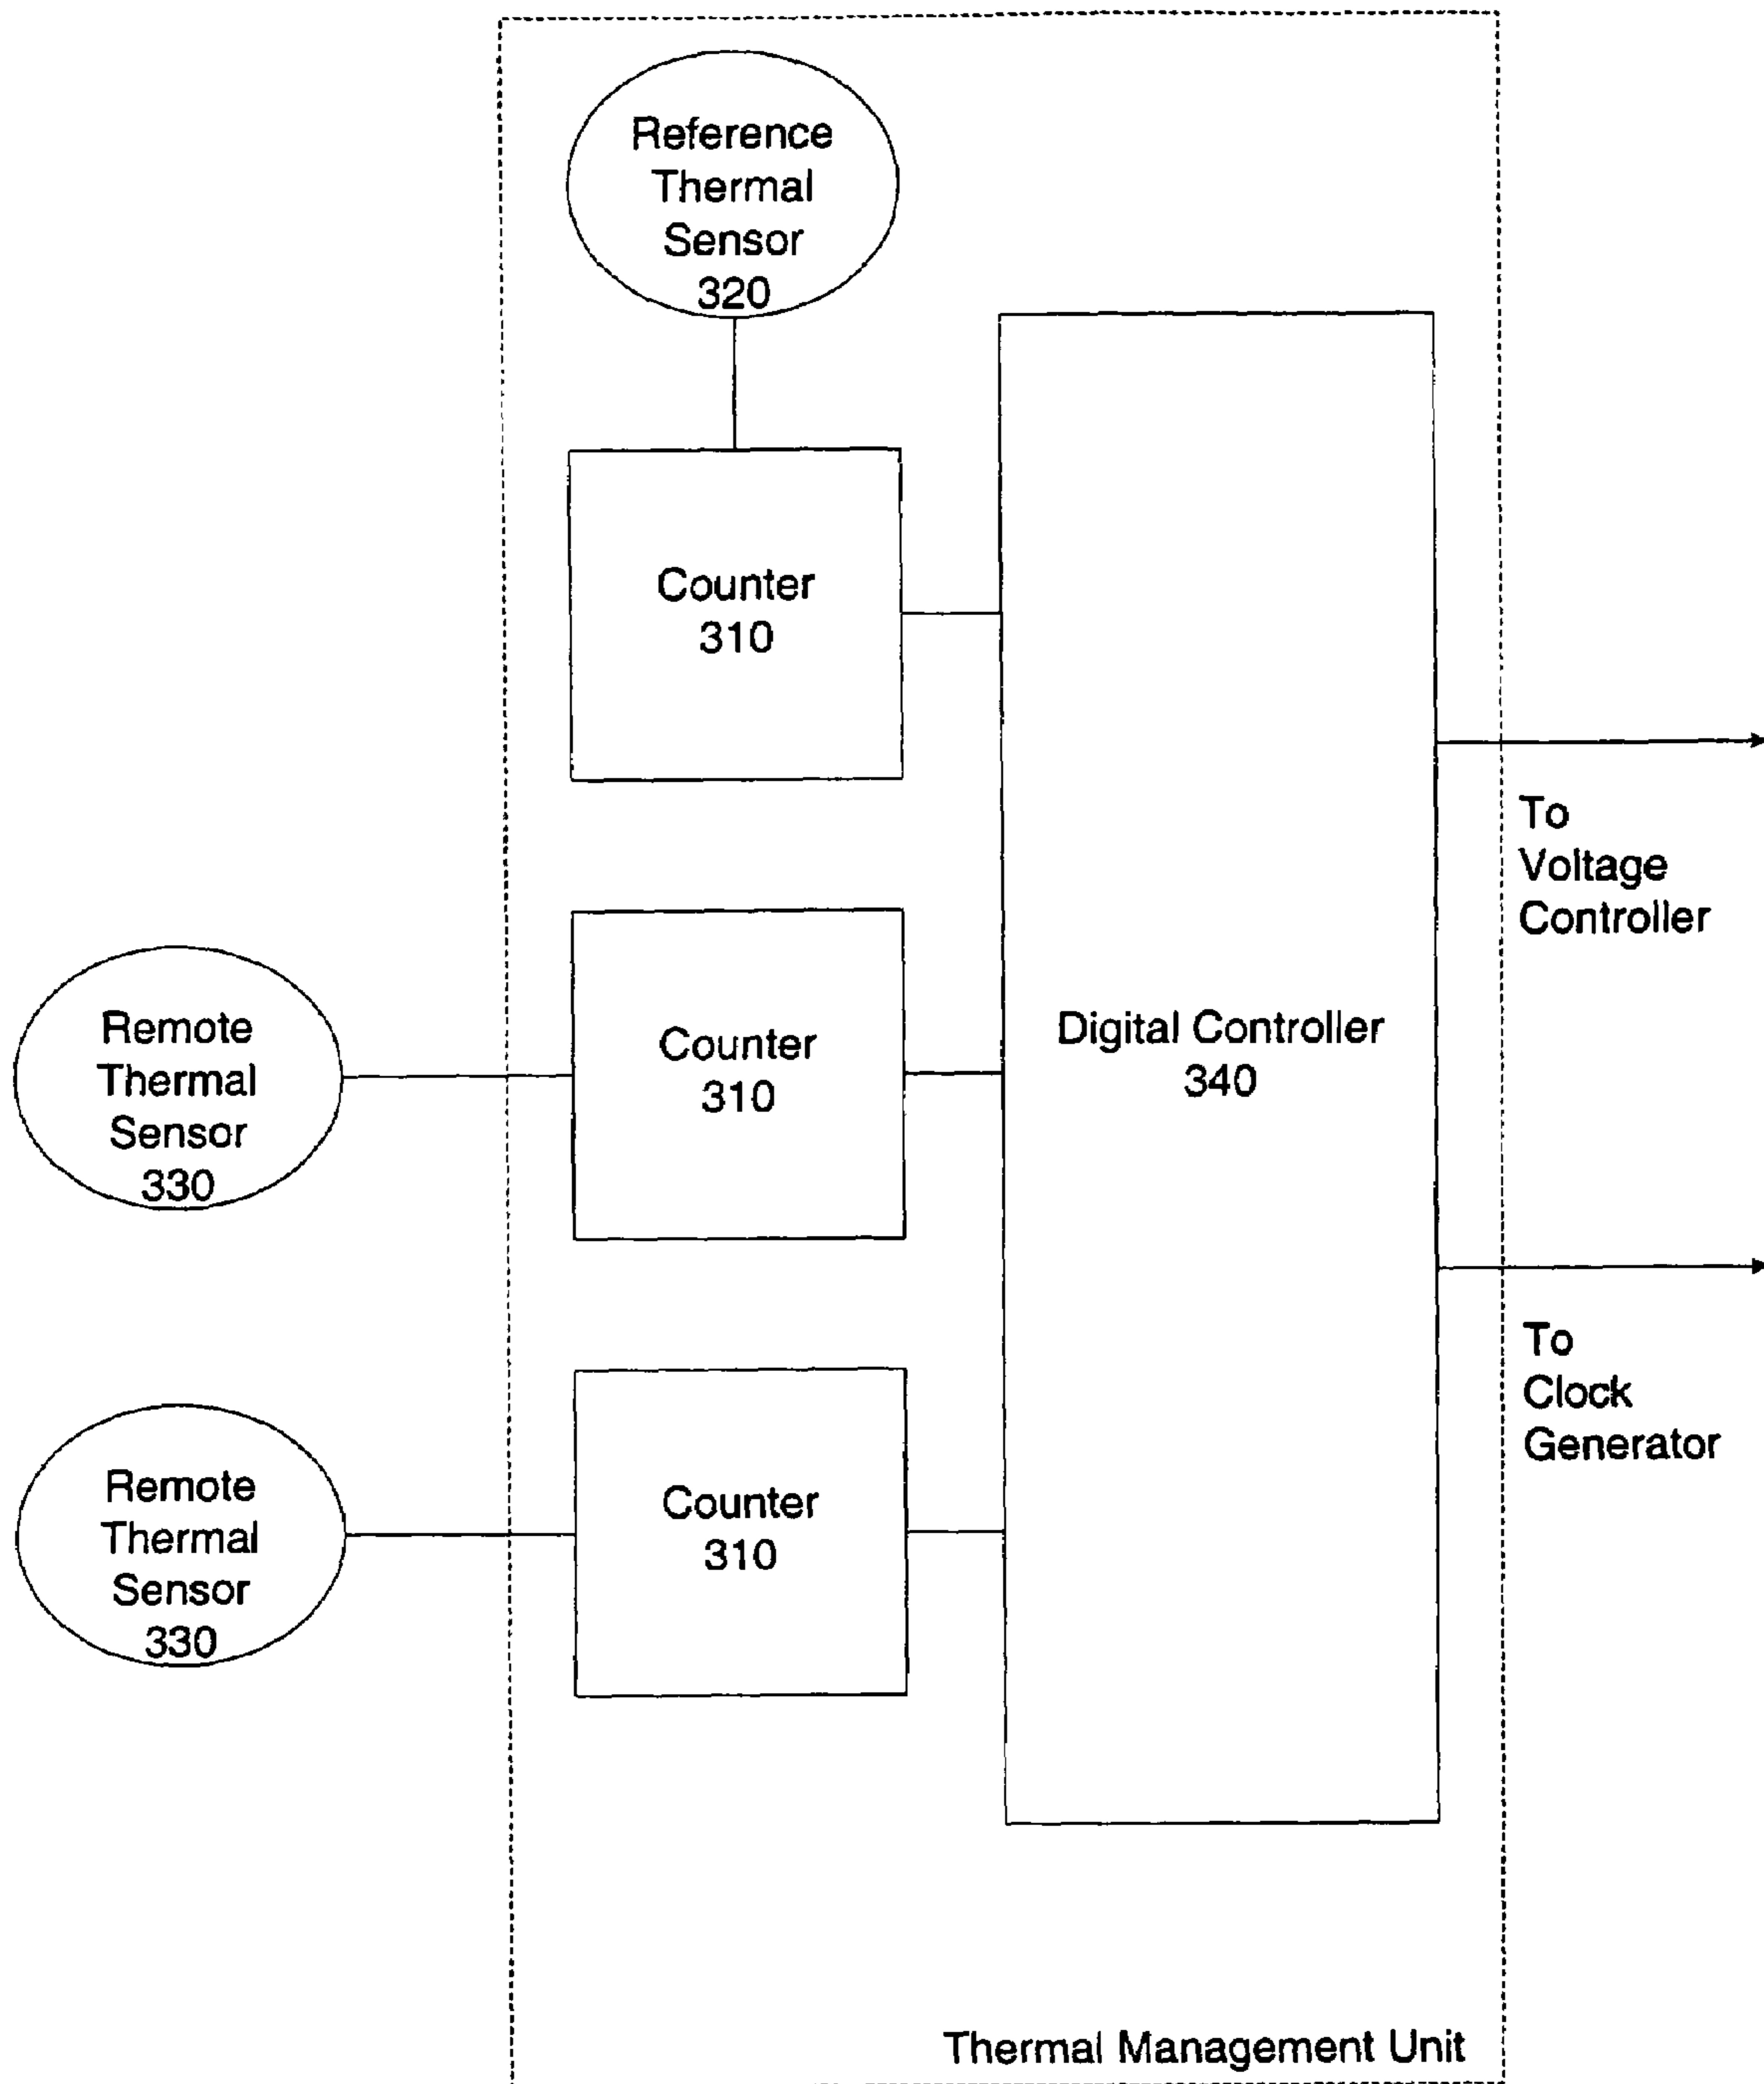 Reference
Thermal
Sensor
320
Counter
310
To
Voltage
Controller
Remote
Thermal
Sensor
330
Counter
310
Digital Controller
340
To
Clock
Generator
Remote
Thermal
Sensor
330
Counter
310
Thermal Management Unit